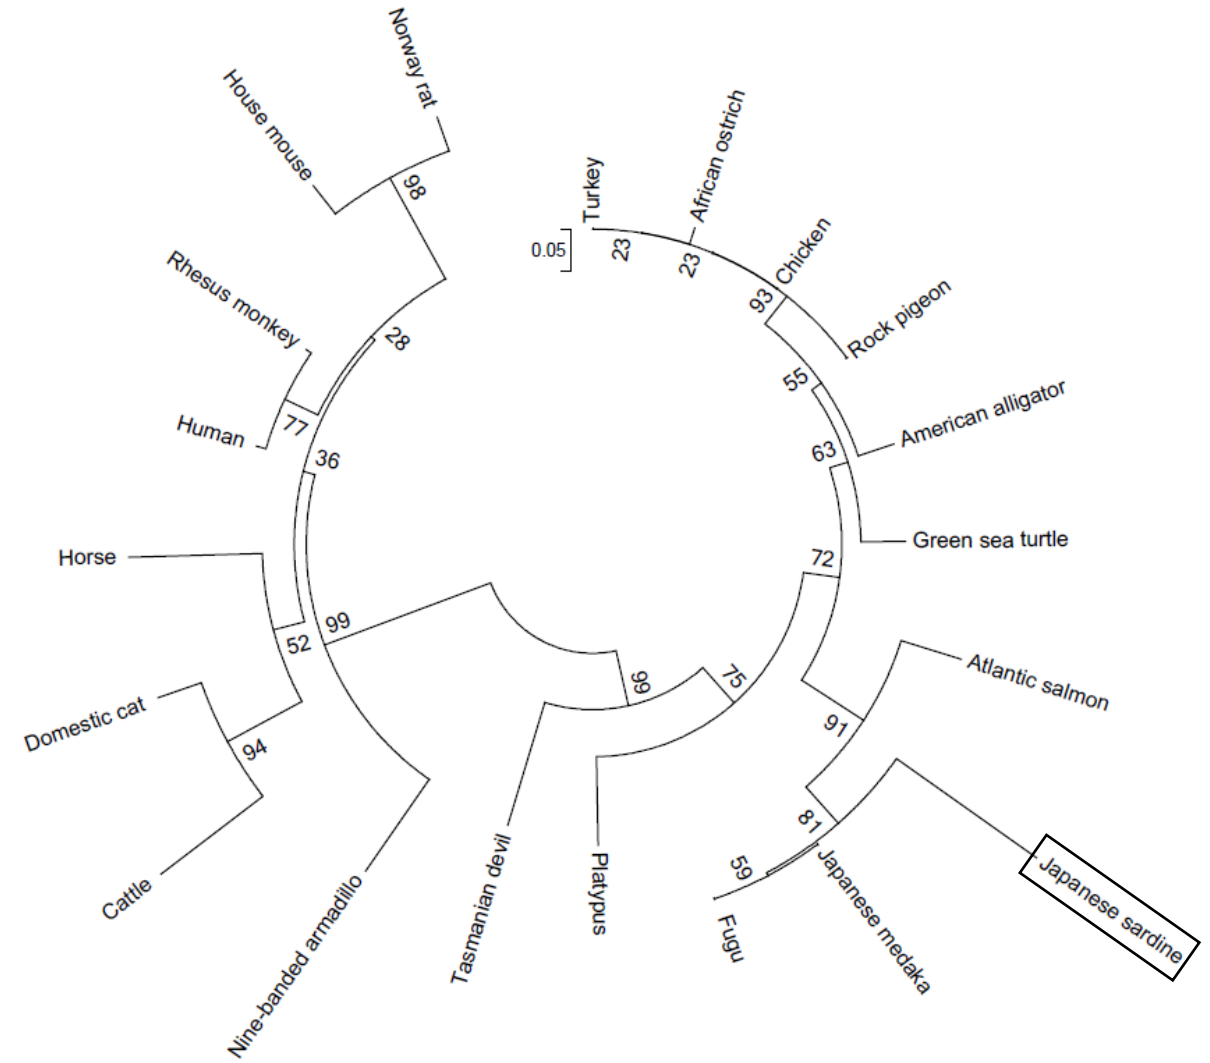 Norway rat
House mouse
98
Turkey
African ostrich
0.05
23
23
Chicken
93
Rock pigeon
Rhesus monkey
28
55
American alligator
Human
77
36
63
Green sea turtle
Horse
72
99
52
Atlantic salmon
Domestic cat
94
99
75
91
Cattle
81
59
Japanese sardine
Nine-banded armadillo
Tasmanian devil
Platypus
Fugu
Japanese medaka